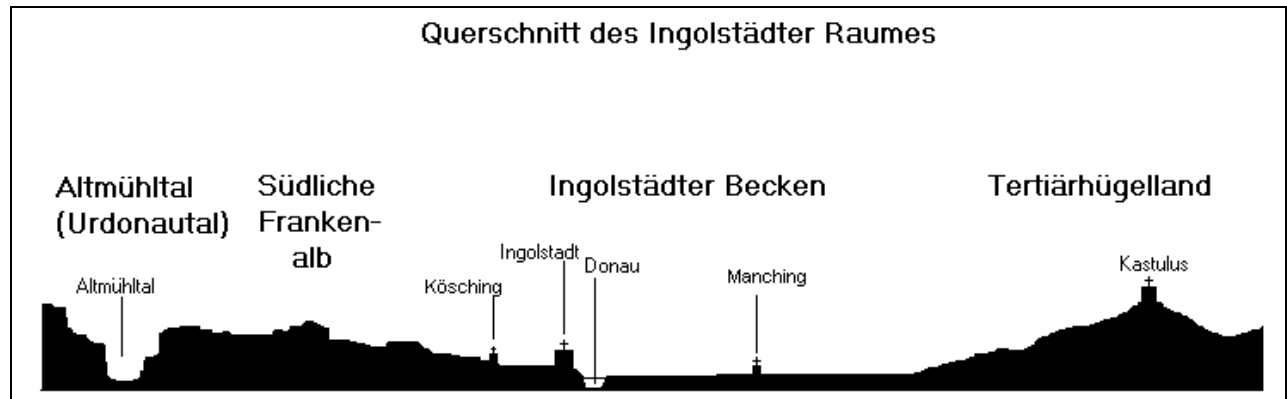 Querschnitt des Ingolstädter Raumes
Altmühltal
(Urdonautal)
Südliche
Franken-
alb
Ingolstädter Becken
Tertiärhügelland
Altmühltal
Kösching
Ingolstadt
Donau
Manching
Kastulus